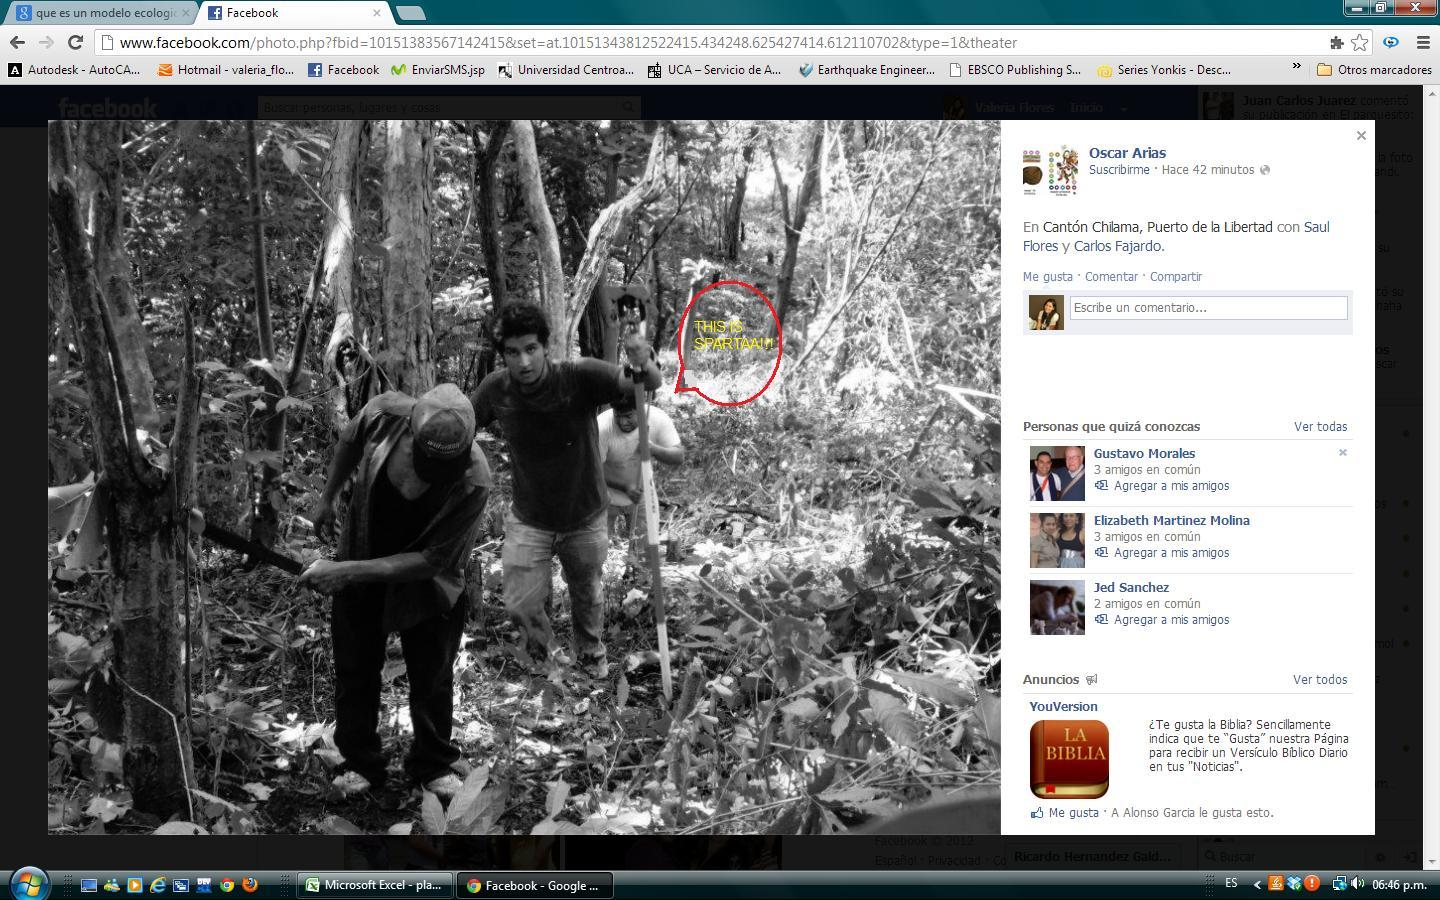 que es un modelo ecologic
Facebook
www.facebook.com/photo.php?fbid=10151383567142415&set=at.10151343812522415.434248.625427414.612110702&type=1&theater
Autodesk - AutoCA... Hotmail - valeria_flo... Facebook EnviarSMS.jsp Universidad Centroa... UCA – Servicio de A... Earthquake Engineer... EBSCO Publishing S... Series Yonkis - Desc... » Otros marcadores
facebook Buscar personas, lugares y cosas Valeria Flores Inicio
Juan Carlos Juarez comentó
su publicación en El parquesito:
THIS IS
SPARTAA!!!
Oscar Arias
Suscribirme · Hace 42 minutos
En Cantón Chilama, Puerto de la Libertad con Saul
Flores y Carlos Fajardo.
Me gusta · Comentar · Compartir
Escribe un comentario...
Personas que quizá conozcas Ver todas
Gustavo Morales
3 amigos en común
Agregar a mis amigos
Elizabeth Martinez Molina
3 amigos en común
Agregar a mis amigos
Jed Sanchez
2 amigos en común
Agregar a mis amigos
Anuncios Ver todos
YouVersion
LA
BIBLIA
¿Te gusta la Biblia? Sencillamente
indica que te "Gusta" nuestra Página
para recibir un Versículo Bíblico Diario
en tus "Noticias".
Me gusta · A Alonso Garcia le gusta esto.
Facebook © 2012
Español · Privacidad · Co
Ricardo Hernandez Gald...
Buscar
Microsoft Excel - pla...
Facebook - Google ...
ES
06:46 p.m.